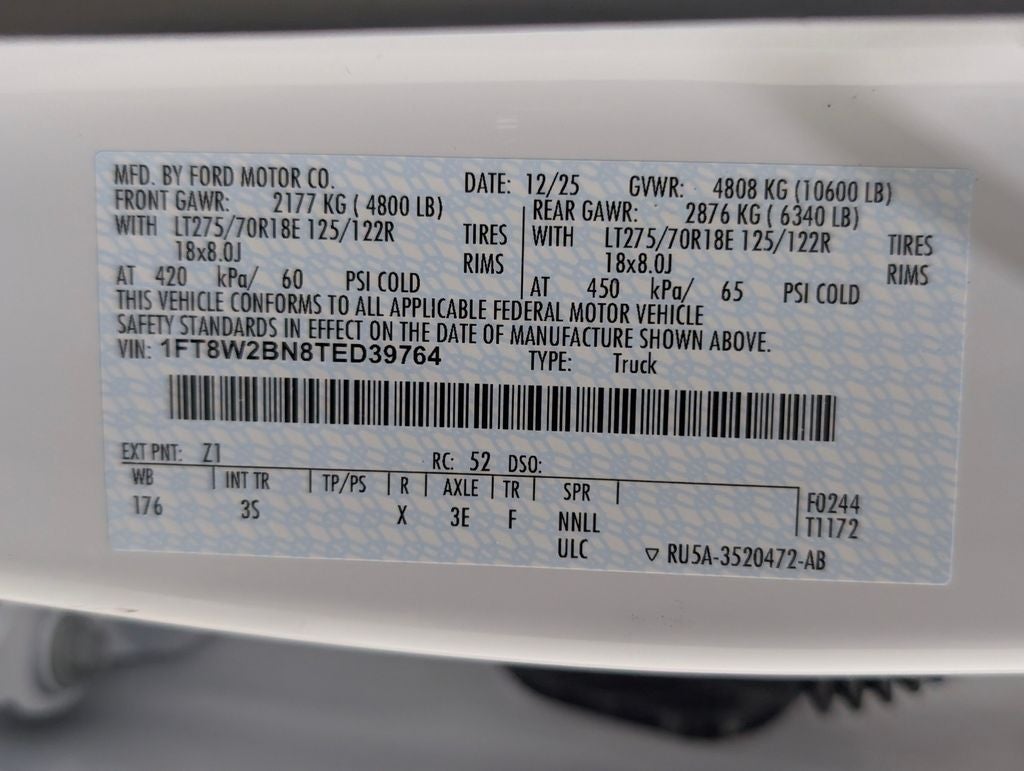 MFD. BY FORD MOTOR CO. DATE: 12/25 GVWR: 4808 KG (10600 LB)
FRONT GAWR: 2177 KG ( 4800 LB) REAR GAWR: 2876 KG ( 6340 LB)
WITH LT275/70R18E 125/122R TIRES WITH LT275/70R18E 125/122R TIRES
18x8.0J RIMS 18x8.0J RIMS
AT 420 kPa/ 60 PSI COLD AT 450 kPa/ 65 PSI COLD
THIS VEHICLE CONFORMS TO ALL APPLICABLE FEDERAL MOTOR VEHICLE
SAFETY STANDARDS IN EFFECT ON THE DATE OF MANUFACTURE SHOWN ABOVE.
VIN: 1FT8W2BN8TED39764 TYPE: Truck
EXT PNT: Z1 RC: 52 DSO:
WB INT TR TP/PS R AXLE TR SPR F0244
176 3S X 3E F NNLL T1172
ULC ▽ RU5A-3520472-AB